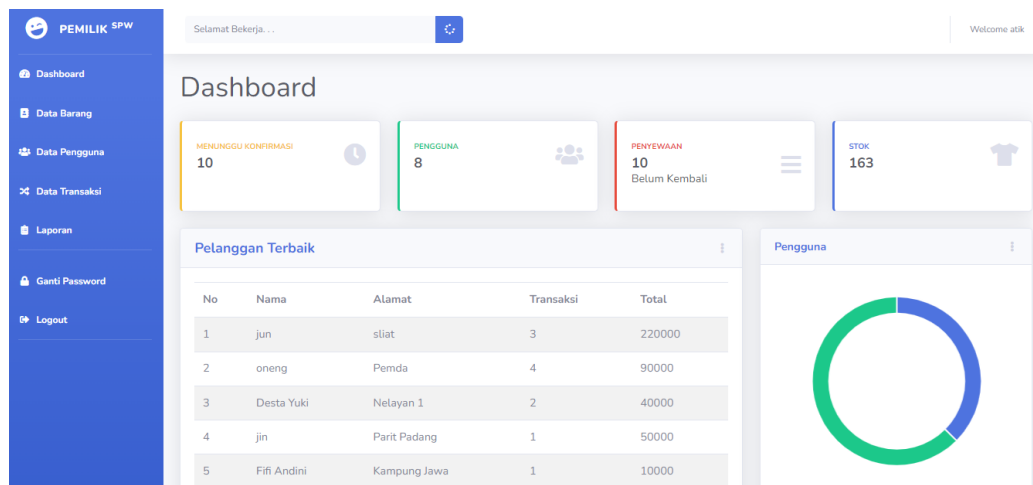 PEMILIK SPW
Selamat Bekerja. . .
Welcome atik
Dashboard
Data Barang
Data Pengguna
Data Transaksi
Laporan
Ganti Password
Logout
Dashboard
MENUNGGU KONFIRMASI
10
PENGGUNA
8
PENYEWAAN
10
Belum Kembali
STOK
163
Pelanggan Terbaik
No Nama Alamat Transaksi Total
1 jun sliat 3 220000
2 oneng Pemda 4 90000
3 Desta Yuki Nelayan 1 2 40000
4 jin Parit Padang 1 50000
5 Fifi Andini Kampung Jawa 1 10000
Pengguna